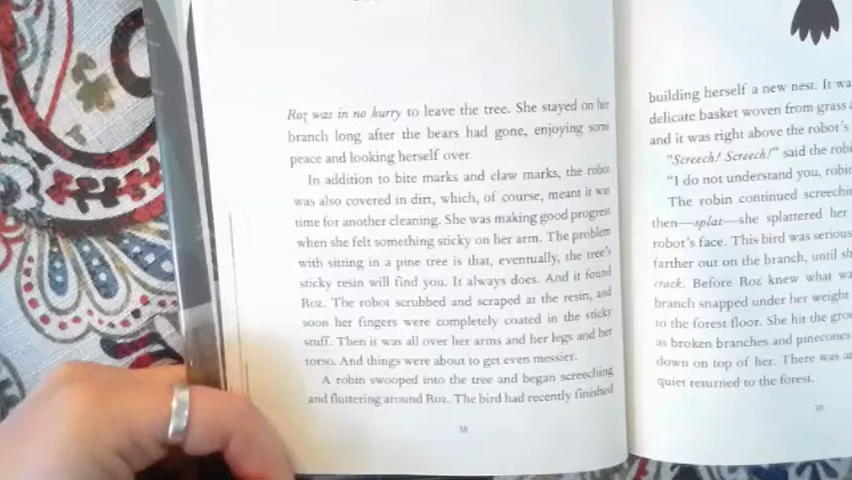 Roz was in no hurry to leave the tree. She stayed on her
branch long after the bears had gone, enjoying some
peace and looking herself over.
In addition to bite marks and claw marks, the robot
was also covered in dirt, which, of course, meant it was
time for another cleaning. She was making good progress
when she felt something sticky on her arm. The problem
with sitting in a pine tree is that, eventually, the tree's
sticky resin will find you. It always does. And it found
Roz. The robot scrubbed and scraped at the resin, and
soon her fingers were completely coated in the sticky
stuff. Then it was all over her arms and her legs and her
torso. And things were about to get even messier.
A robin swooped into the tree and began screeching
and fluttering around Roz. The bird had recently finished
38
building herself a new nest. It wa
delicate basket woven from grass a
and it was right above the robot's
"Screech! Screech!" said the robi
"I do not understand you, robin
The robin continued screechin
then—splat—she splattered her
robot's face. This bird was serious
farther out on the branch, until sh
crack. Before Roz knew what wa
branch snapped under her weight
to the forest floor. She hit the grou
as broken branches and pinecones
down on top of her. There was a
quiet returned to the forest.